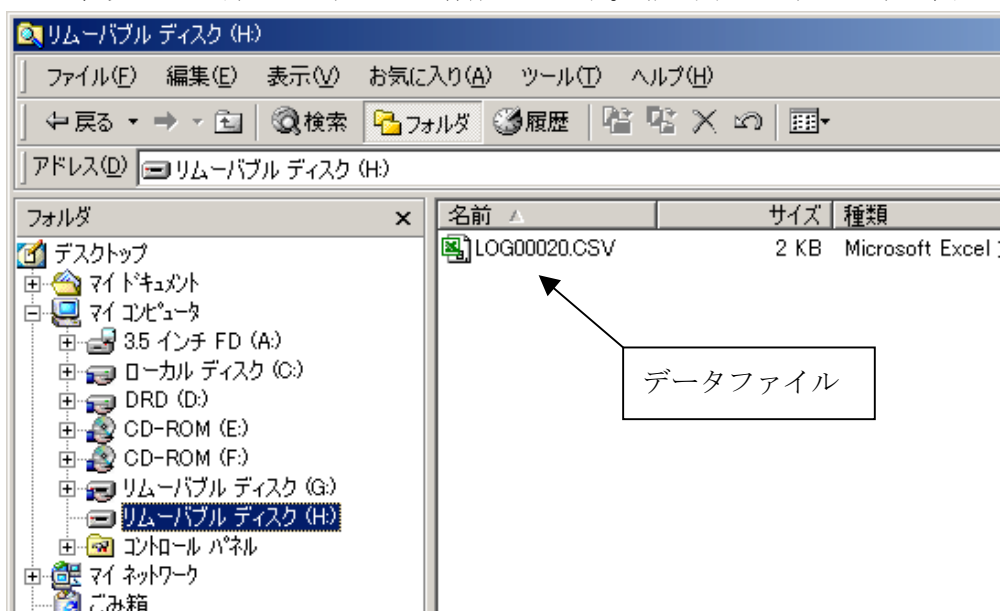 リムーバブル ディスク (H:)
ファイル(F) 編集(E) 表示(V) お気に入り(A) ツール(T) ヘルプ(H)
戻る 検索 フォルダ 履歴
アドレス(D) リムーバブル ディスク (H:)
フォルダ
名前 サイズ 種類
LOG00020.CSV 2 KB Microsoft Excel
データファイル
デスクトップ
マイ ドキュメント
マイ コンピュータ
3.5 インチ FD (A:)
ローカル ディスク (C:)
DRD (D:)
CD-ROM (E:)
CD-ROM (F:)
リムーバブル ディスク (G:)
リムーバブル ディスク (H:)
コントロール パネル
マイ ネットワーク
ごみ箱